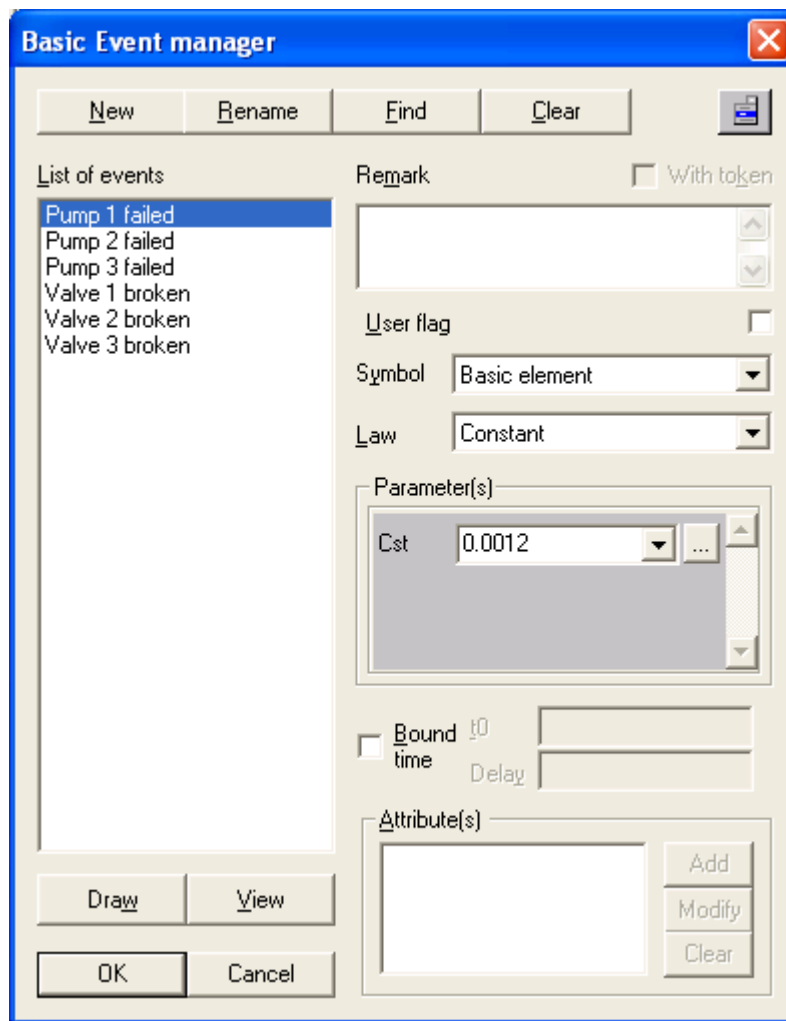 Basic Event manager
New Rename Find Clear
List of events
Pump 1 failed
Pump 2 failed
Pump 3 failed
Valve 1 broken
Valve 2 broken
Valve 3 broken
Draw View
OK Cancel
Remark With token
User flag
Symbol Basic element
Law Constant
Parameter(s)
Cst 0.0012 ...
Bound time
t0
Delay
Attribute(s)
Add
Modify
Clear